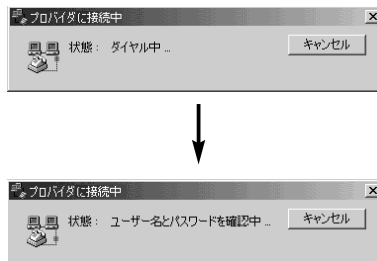 プロバイダに接続中
状態： ダイヤル中 ...
キャンセル
プロバイダに接続中
状態： ユーザー名とパスワードを確認中 ...
キャンセル